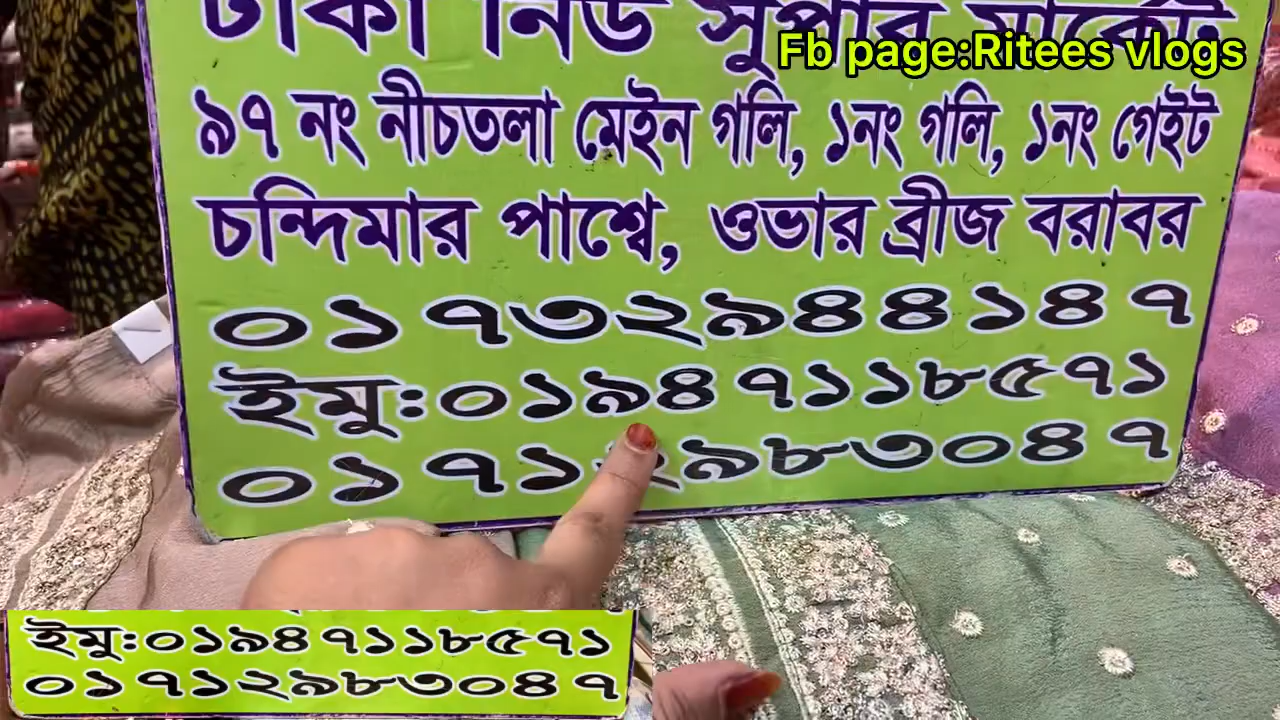 ঢাকা নিউ সুপার মার্কেট
Fb page:Ritees vlogs
৯৭ নং নীচতলা মেইন গলি, ১নং গলি, ১নং গেইট
চন্দিমার পাশ্বে, ওভার ব্রীজ বরাবর
০১৭৩২৯৪৪১৪৭
ইমু:০১৯৪৭১১৮৫৭১
০১৭১২৯৮৩০৪৭
ইমু:০১৯৪৭১১৮৫৭১
০১৭১২৯৮৩০৪৭